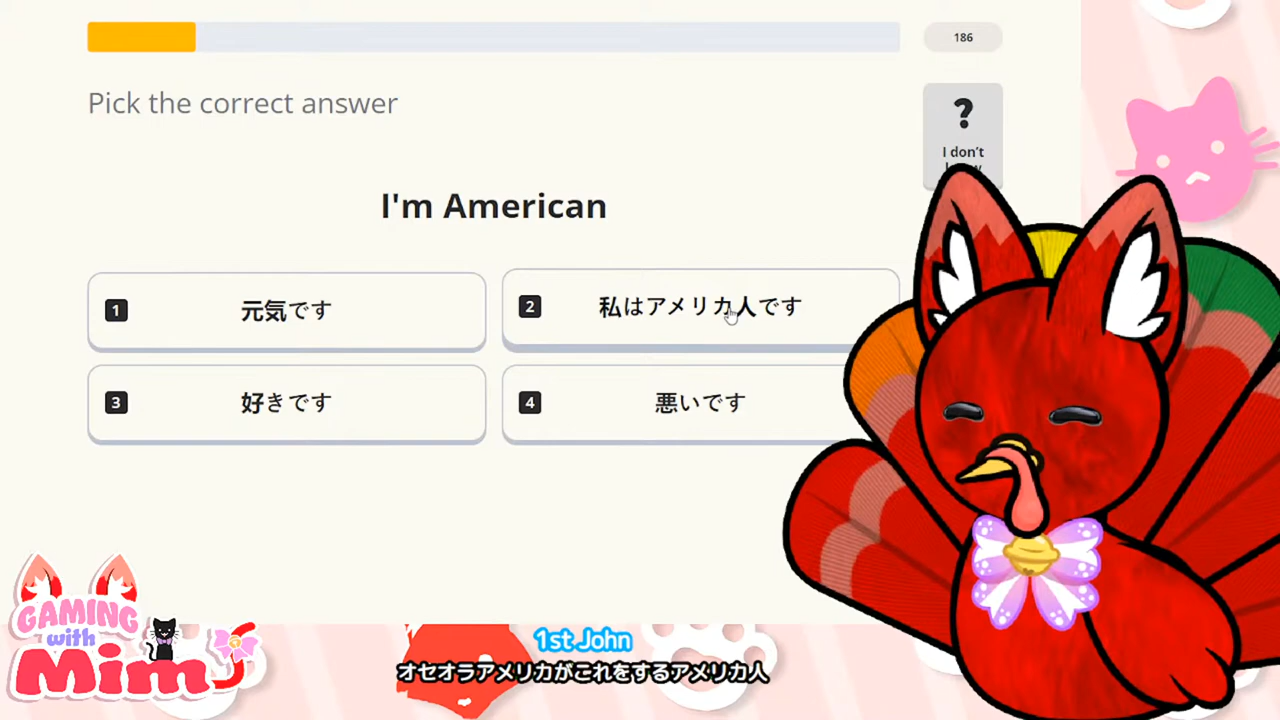 186
Pick the correct answer
?
I don't
I'm American
1 元気です
2 私はアメリカ人です
3 好きです
4 悪いです
GAMING
with
Mim
1st John
オセオラアメリカがこれをするアメリカ人